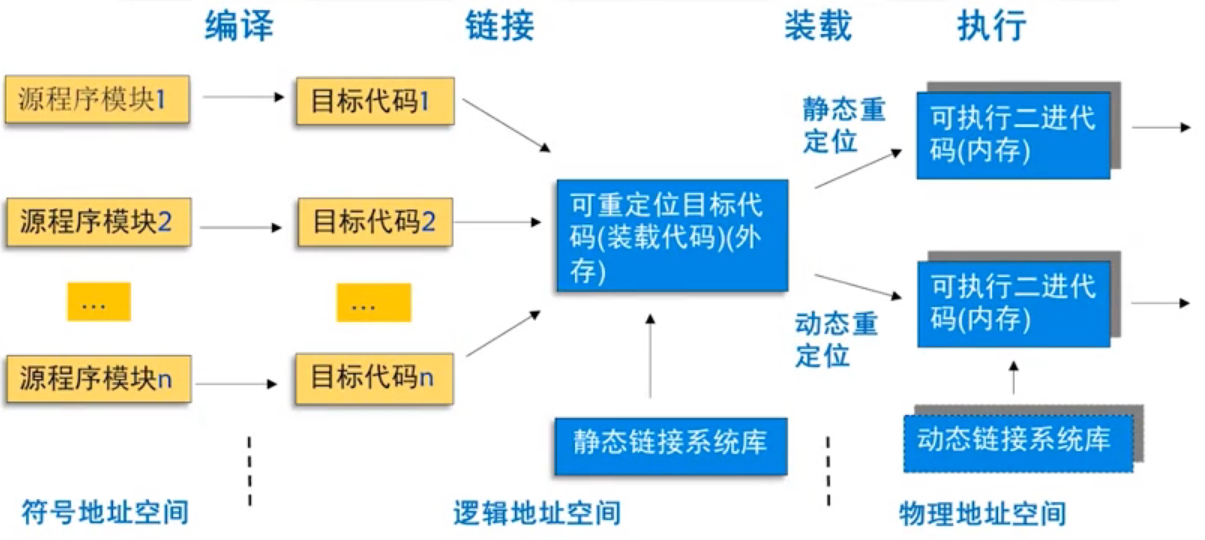 编译 链接 装载 执行
源程序模块1
目标代码1
静态重
定位
可执行二进代
码(内存)
源程序模块2
目标代码2
可重定位目标代
码(装载代码)(外
存)
...
...
动态重
定位
可执行二进代
码(内存)
源程序模块n
目标代码n
静态链接系统库
动态链接系统库
符号地址空间
逻辑地址空间
物理地址空间